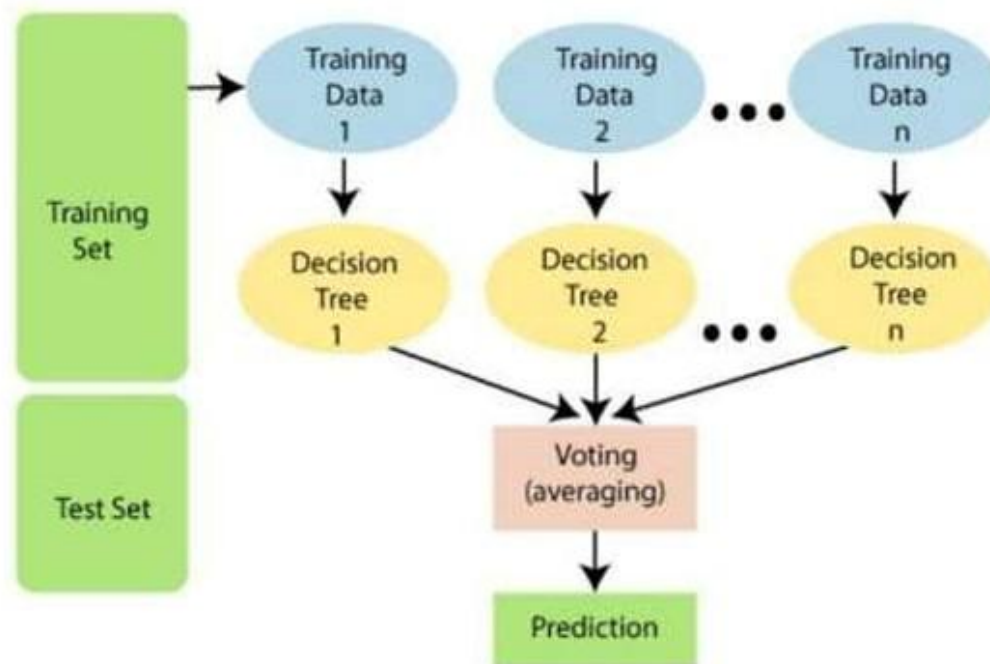 Training
Set
Test Set
Training
Data
1
Training
Data
2
Training
Data
n
Decision
Tree
1
Decision
Tree
2
Decision
Tree
n
Voting
(averaging)
Prediction